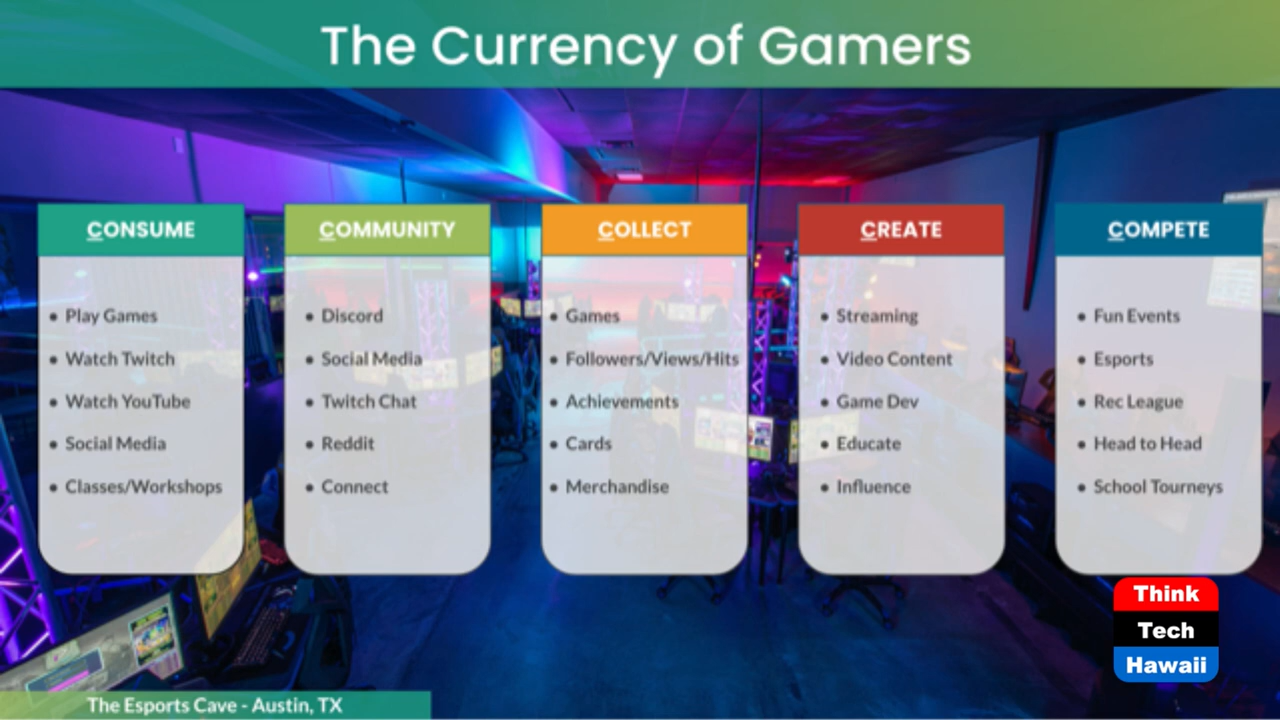 The Currency of Gamers
CONSUME
• Play Games
• Watch Twitch
• Watch YouTube
• Social Media
• Classes/Workshops
COMMUNITY
• Discord
• Social Media
• Twitch Chat
• Reddit
• Connect
COLLECT
• Games
• Followers/Views/Hits
• Achievements
• Cards
• Merchandise
CREATE
• Streaming
• Video Content
• Game Dev
• Educate
• Influence
COMPETE
• Fun Events
• Esports
• Rec League
• Head to Head
• School Tourneys
Think
Tech
Hawaii
The Esports Cave - Austin, TX